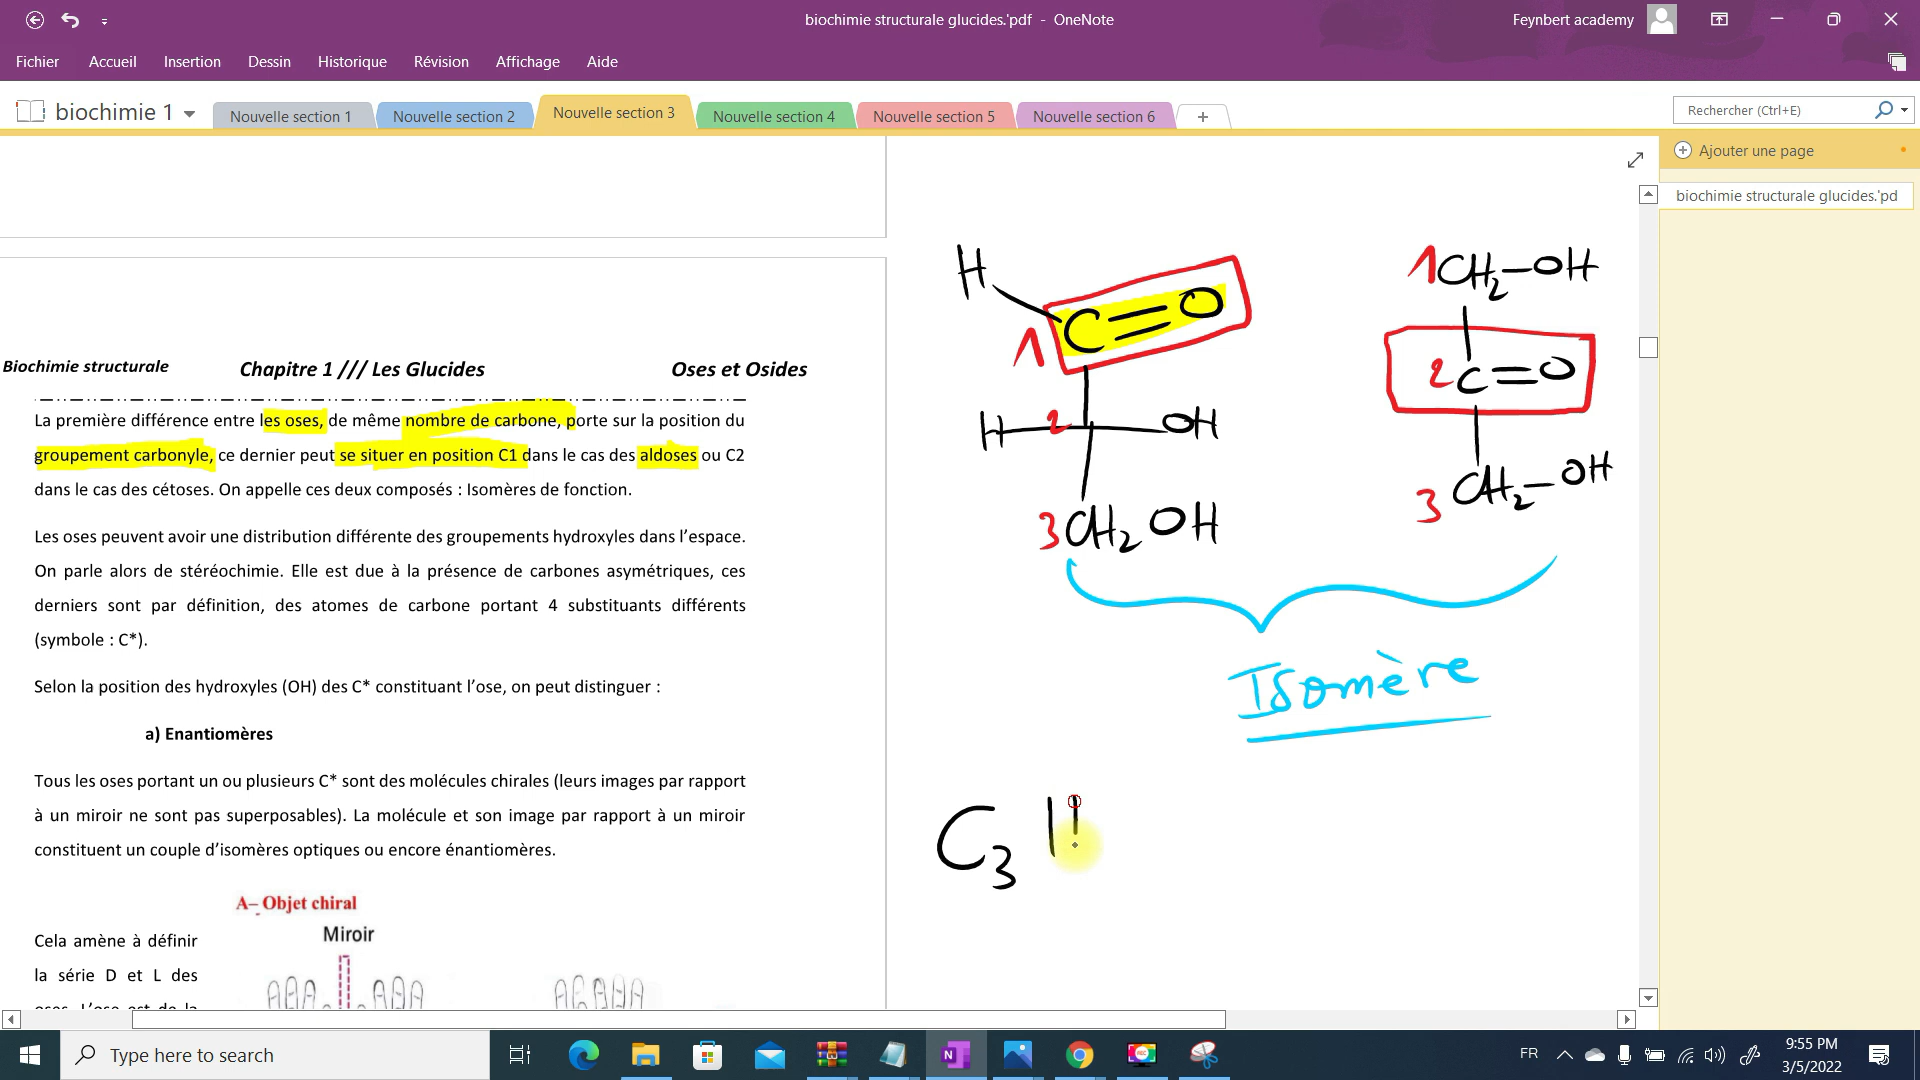 biochimie structurale glucides.'pdf - OneNote
Feynbert academy
Fichier Accueil Insertion Dessin Historique Révision Affichage Aide
biochimie 1
Nouvelle section 1
Nouvelle section 2
Nouvelle section 3
Nouvelle section 4
Nouvelle section 5
Nouvelle section 6
+
Rechercher (Ctrl+E)
Ajouter une page
biochimie structurale glucides.'pd
Biochimie structurale
Chapitre 1 /// Les Glucides
Oses et Osides
La première différence entre les oses, de même nombre de carbone, porte sur la position du
groupement carbonyle, ce dernier peut se situer en position C1 dans le cas des aldoses ou C2
dans le cas des cétoses. On appelle ces deux composés : Isomères de fonction.
Les oses peuvent avoir une distribution différente des groupements hydroxyles dans l'espace.
On parle alors de stéréochimie. Elle est due à la présence de carbones asymétriques, ces
derniers sont par définition, des atomes de carbone portant 4 substituants différents
(symbole : C*).
Selon la position des hydroxyles (OH) des C* constituant l'ose, on peut distinguer :
a) Enantiomères
Tous les oses portant un ou plusieurs C* sont des molécules chirales (leurs images par rapport
à un miroir ne sont pas superposables). La molécule et son image par rapport à un miroir
constituent un couple d'isomères optiques ou encore énantiomères.
A– Objet chiral
Miroir
Cela amène à définir
la série D et L des
oses. L'ose est de la
H
1 C=O
H 2 OH
3 CH2OH
1 CH2-OH
2 C=O
3 CH2-OH
Isomère
C3
Type here to search
FR
9:55 PM
3/5/2022